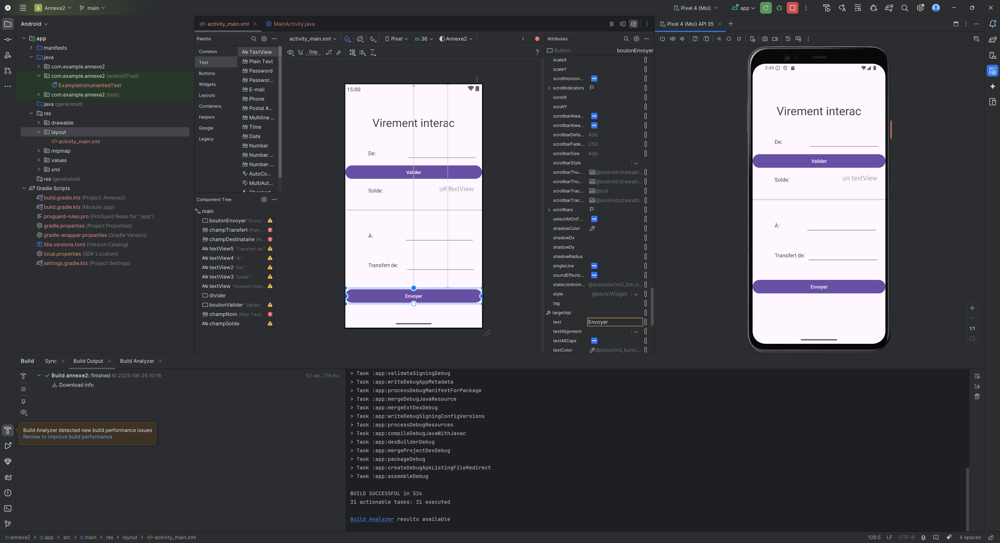 A Annexe2 main Pixel 4 (Moi) app
Android
app
manifests
java
com.example.annexe2
com.example.annexe2 (androidTest)
ExampleInstrumentedTest
com.example.annexe2 (test)
java (generated)
res
drawable
layout
activity_main.xml
mipmap
values
xml
res (generated)
Gradle Scripts
build.gradle.kts (Project: Annexe2)
build.gradle.kts (Module :app)
proguard-rules.pro (ProGuard Rules for ":app")
gradle.properties (Project Properties)
gradle-wrapper.properties (Gradle Version)
libs.versions.toml (Version Catalog)
local.properties (SDK Location)
settings.gradle.kts (Project Settings)
activity_main.xml MainActivity.java
Palette
Common
Text
Buttons
Widgets
Layouts
Containers
Helpers
Google
Legacy
Ab TextView
Ab Plain Text
Ab Password
Ab Passwor...
Ab E-mail
Ab Phone
Ab Postal A...
Ab Multiline ...
Ab Time
Ab Date
Ab Number
Ab Number ...
Ab Number ...
AutoCo...
MultiAut...
Component Tree
main
boutonEnvoyer "Envoy...
Ab champTransfert (Plain ...
Ab champDestinataire (Pl...
Ab textView5 "Transfert de:"
Ab textView4 "À:"
Ab textView2 "De:"
Ab textView3 "Solde:"
Ab textView "Virement inter...
divider
boutonValider "Valider"
Ab champNom (Plain Text)
Ab champSolde
activity_main.xml Pixel 36 Annexe2
0dp ?
15:00
Virement interac
De:
Valider
Solde: un textView
À:
Transfert de:
Envoyer
Attributes
Button boutonEnvoyer
scaleX
scaleY
scrollHorizon...
scrollIndicators
scrollX
scrollY
scrollbarAlwa...
scrollbarAlwa...
scrollbarDefa... 400
scrollbarFade... 250
scrollbarSize 4dp
scrollbarStyle
scrollbarThu... @android:drawabl...
scrollbarThu... @android:drawabl...
scrollbarTrac... @null
scrollbarTrac... @android:drawabl...
scrollbars
selectAllOnF...
shadowColor
shadowDx
shadowDy
shadowRadius
singleLine
soundEffects...
stateListAnim... @animator/m3_btn_s...
style @style/Widget.
tag
targetApi
text Envoyer
textAlignment
textAllCaps
textColor @color/m3_butto...
Pixel 4 (Moi) API 35
3:40
Virement interac
De:
Valider
Solde: un textView
À:
Transfert de:
Envoyer
1:1
Build Sync Build Output Build Analyzer
Build annexe2: finished At 2025-08-26 10:16 52 sec, 778 ms
Download info
Build Analyzer detected new build performance issues
Review to improve build performance
> Task :app:validateSigningDebug
> Task :app:writeDebugAppMetadata
> Task :app:processDebugManifestForPackage
> Task :app:mergeDebugJavaResource
> Task :app:mergeExtDexDebug
> Task :app:writeDebugSigningConfigVersions
> Task :app:processDebugResources
> Task :app:compileDebugJavaWithJavac
> Task :app:dexBuilderDebug
> Task :app:mergeProjectDexDebug
> Task :app:packageDebug
> Task :app:createDebugApkListingFileRedirect
> Task :app:assembleDebug
BUILD SUCCESSFUL in 52s
31 actionable tasks: 31 executed
Build Analyzer results available
annexe2 > app > src > main > res > layout > activity_main.xml
108:5 LF UTF-8 4 spaces